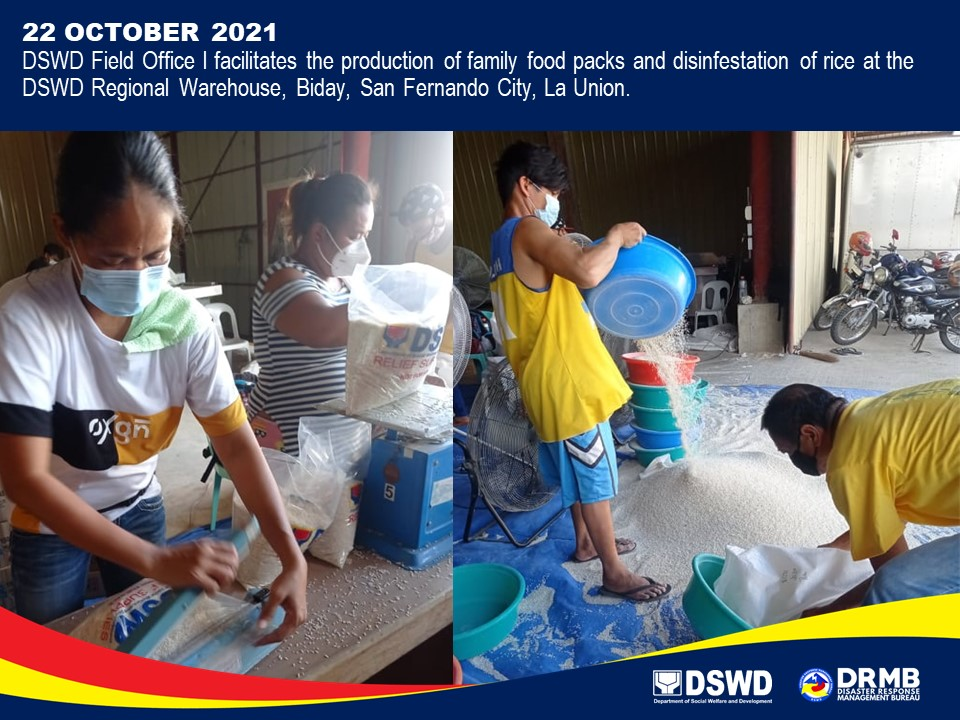 22 OCTOBER 2021
DSWD Field Office I facilitates the production of family food packs and disinfestation of rice at the
DSWD Regional Warehouse, Biday, San Fernando City, La Union.
oxgn
DS
RELIEF
5
DSWD
Department of Social Welfare and Development
DRMB
DISASTER RESPONSE
MANAGEMENT BUREAU